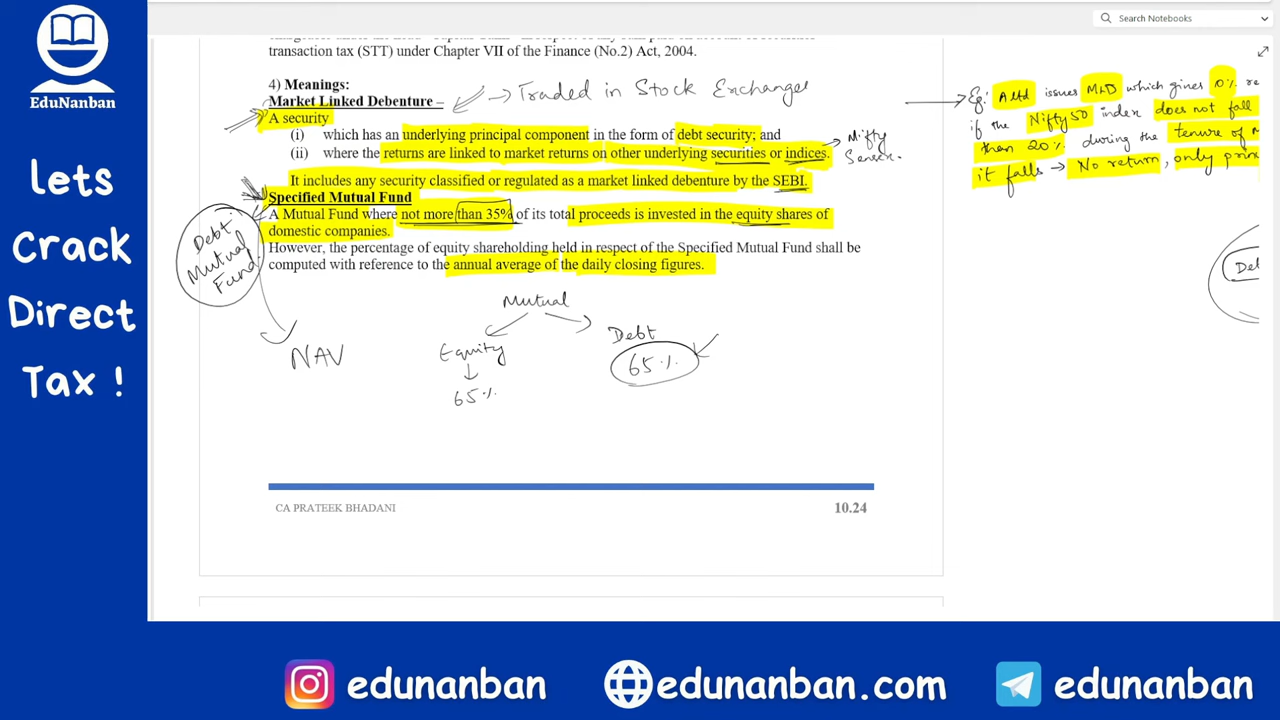 EduNanban
lets
Crack
Direct
Tax !
Search Notebooks
transaction tax (STT) under Chapter VII of the Finance (No.2) Act, 2004.
4) Meanings:
Market Linked Debenture –
→ Traded in Stock Exchanges
A security
(i) which has an underlying principal component in the form of debt security; and
(ii) where the returns are linked to market returns on other underlying securities or indices.
→ Nifty
Sensex.
It includes any security classified or regulated as a market linked debenture by the SEBI.
Specified Mutual Fund
A Mutual Fund where not more than 35% of its total proceeds is invested in the equity shares of
domestic companies.
However, the percentage of equity shareholding held in respect of the Specified Mutual Fund shall be
computed with reference to the annual average of the daily closing figures.
Debt
Mutual
Fund.
NAV
Mutual
Equity
65%
Debt
65%
Eg: A Ltd issues MLD which gives 10% re
if the Nifty 50 index does not fall
than 20% during the tenure of
it falls → No return, only prin
Deb
CA PRATEEK BHADANI
10.24
edunanban
edunanban.com
edunanban